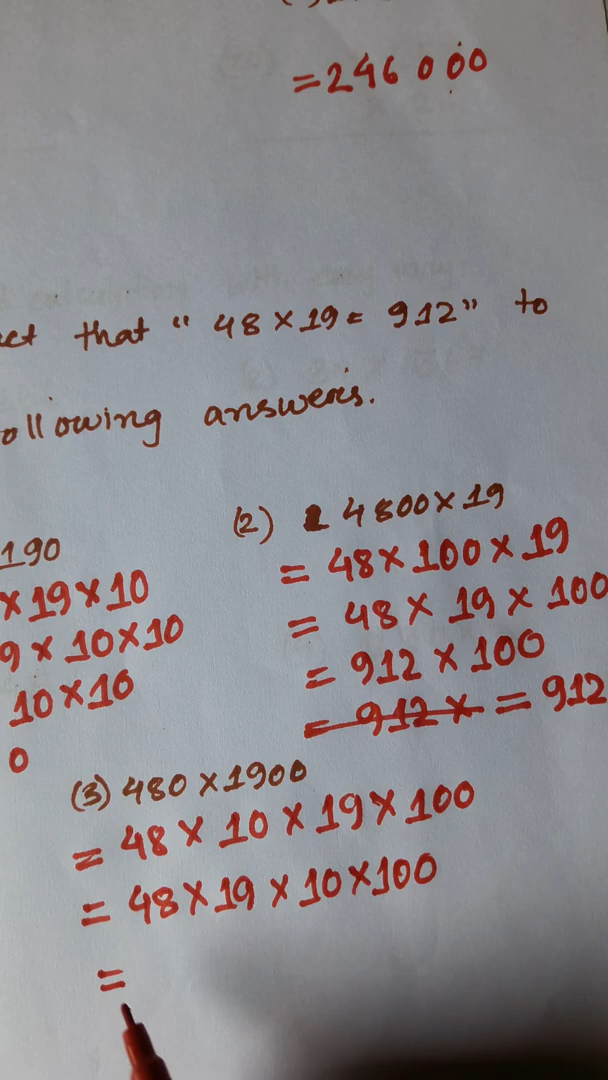 = 246 000
that " 48 × 19 = 912" to
following answers.
190
× 19 × 10
9 × 10 × 10
10 × 10
0
(2) 4800 × 19
= 48 × 100 × 19
= 48 × 19 × 100
= 912 × 100
= 912 × = 912
(3) 480 × 1900
= 48 × 10 × 19 × 100
= 48 × 19 × 10 × 100
=